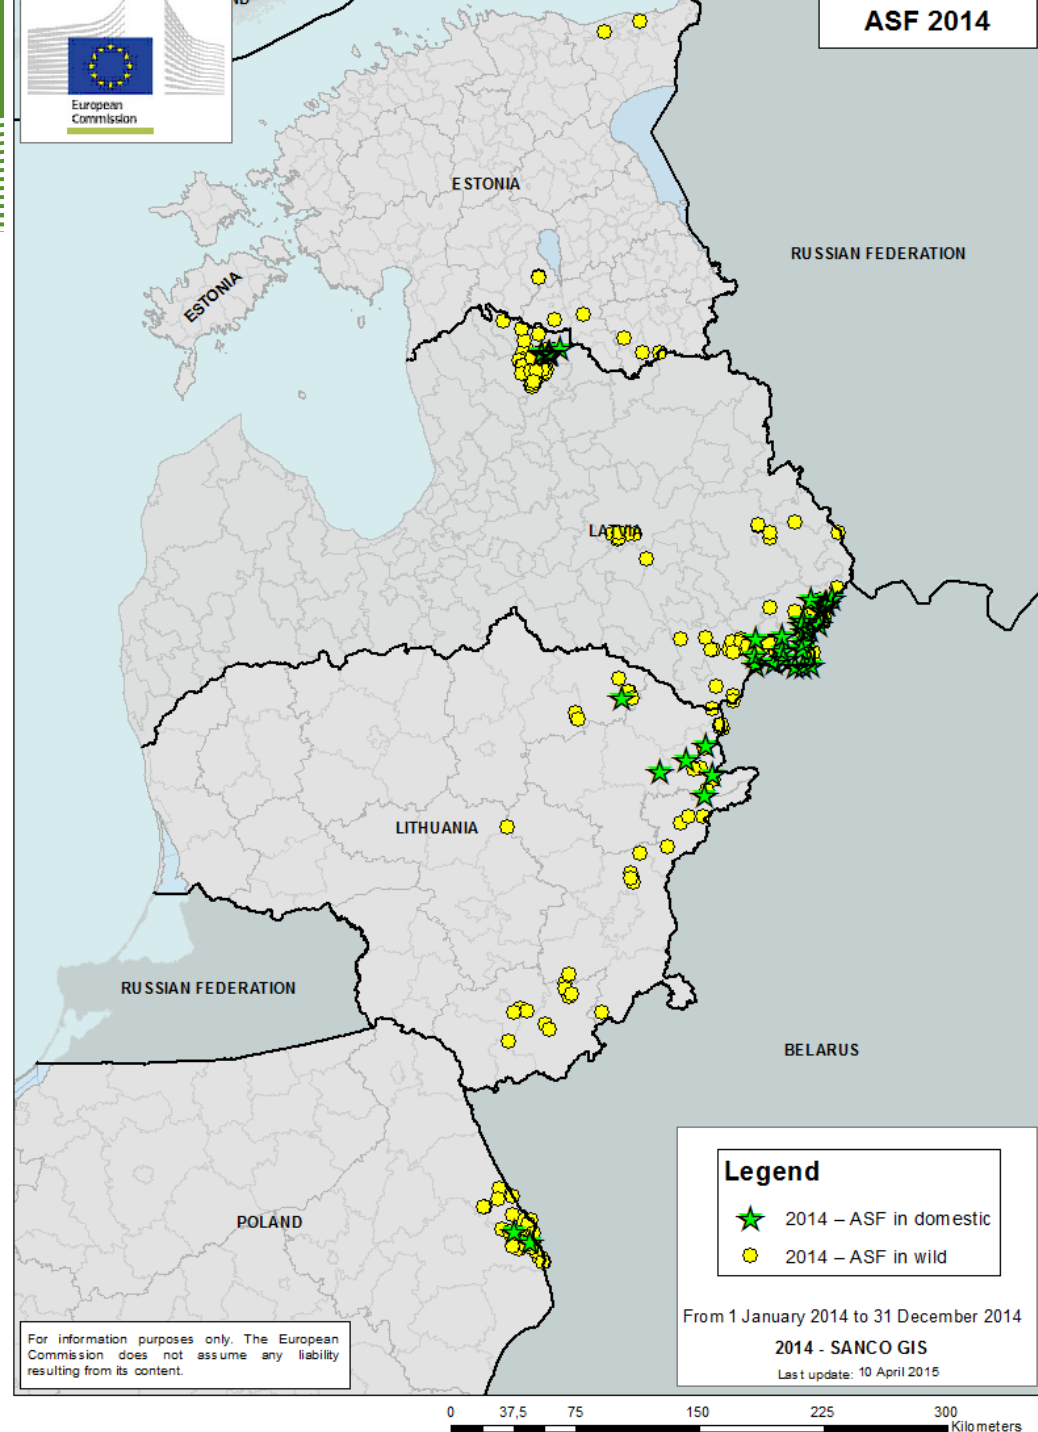 ASF 2014
European
Commission
ESTONIA
RUSSIAN FEDERATION
ESTONIA
LATVIA
LITHUANIA
RUSSIAN FEDERATION
BELARUS
POLAND
Legend
2014 – ASF in domestic
2014 – ASF in wild
From 1 January 2014 to 31 December 2014
2014 - SANCO GIS
Last update: 10 April 2015
For information purposes only. The European
Commission does not assume any liability
resulting from its content.
0 37,5 75 150 225 300
Kilometers